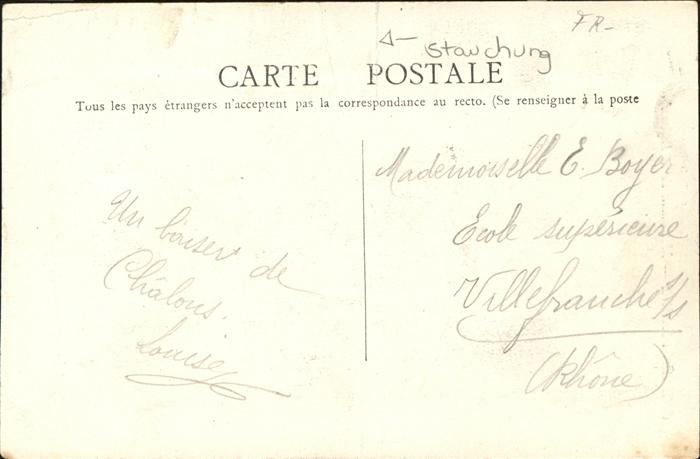 FR-
Stauchung
CARTE POSTALE
Tous les pays étrangers n'acceptent pas la correspondance au recto. (Se renseigner à la poste
Un baiser de
Châlons.
Louise
Mademoiselle E. Boyer
Ecole supérieure
Villefranche s/s
(Rhône)